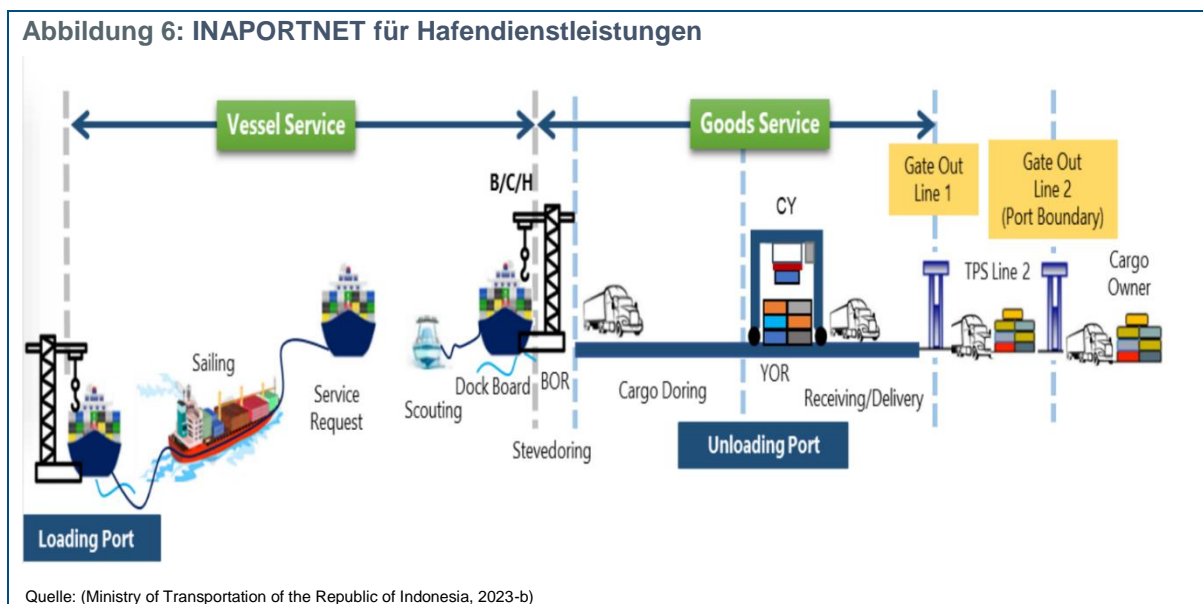 Abbildung 6: INAPORTNET für Hafendienstleistungen
Vessel Service
Goods Service
Gate Out
Line 1
Gate Out
Line 2
(Port Boundary)
B/C/H
CY
TPS Line 2
Cargo
Owner
Sailing
Service
Request
Scouting
Dock Board
BOR
Stevedoring
Cargo Doring
YOR
Receiving/Delivery
Unloading Port
Loading Port
Quelle: (Ministry of Transportation of the Republic of Indonesia, 2023-b)